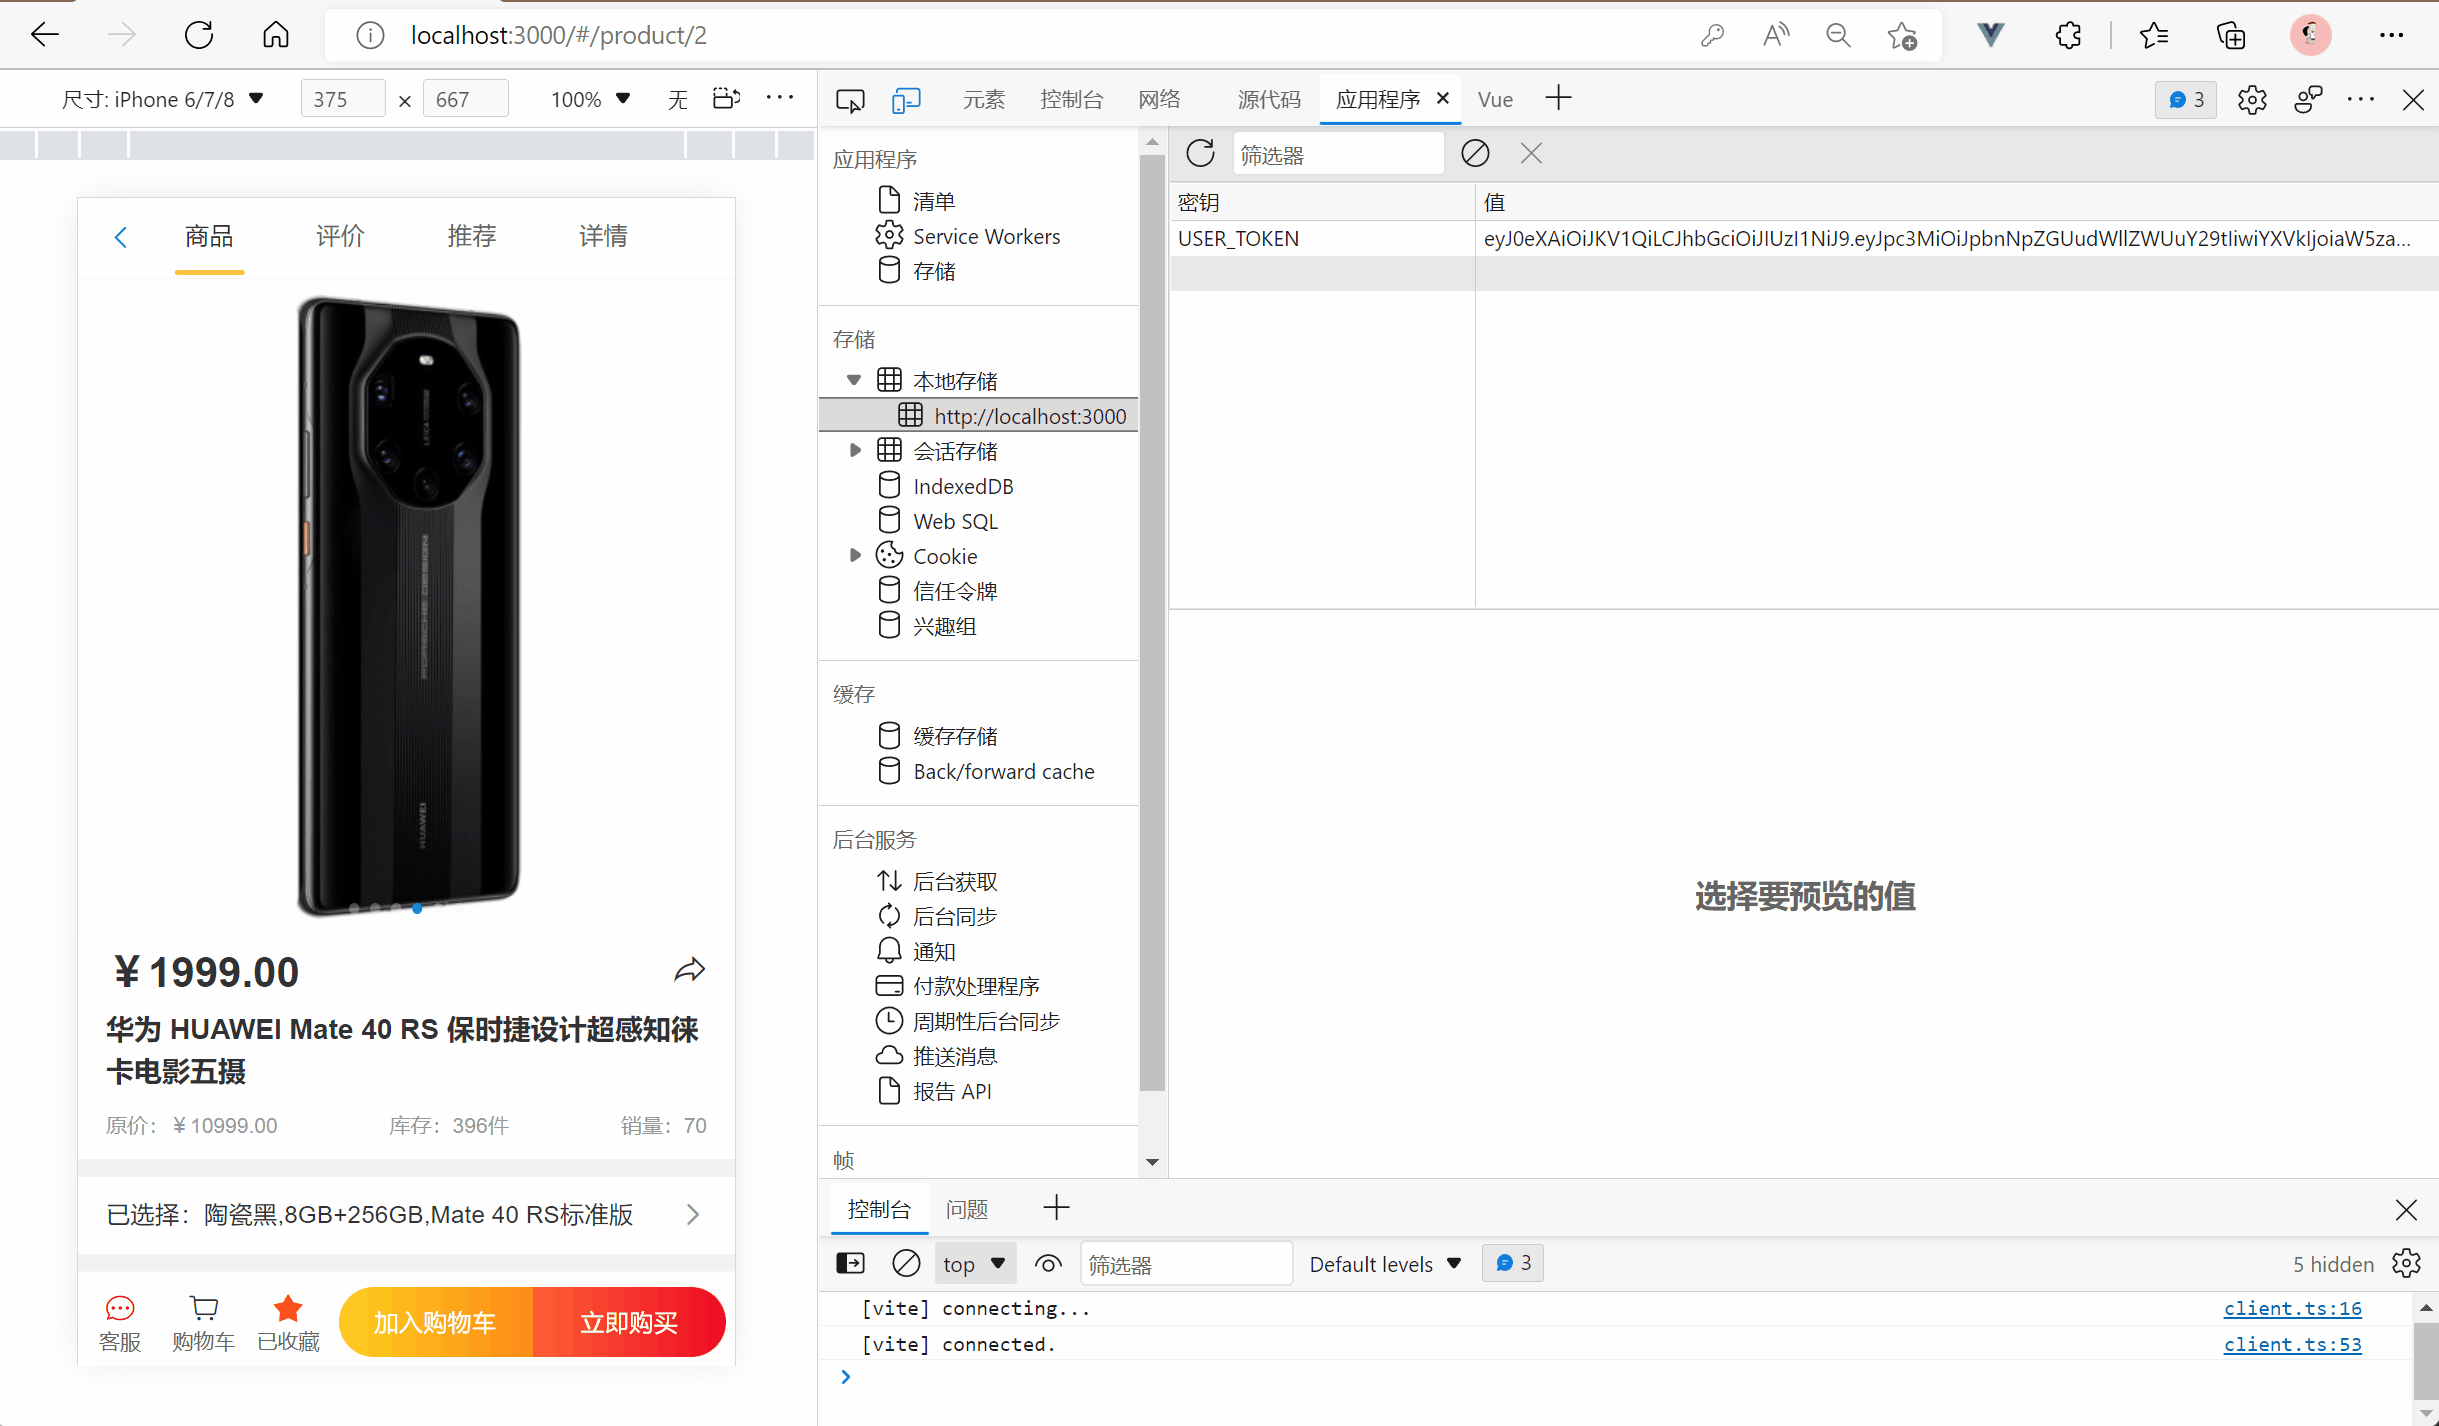 localhost:3000/#/product/2
尺寸: iPhone 6/7/8 375 × 667 100% 无
元素 控制台 网络 源代码 应用程序 Vue 3
商品 评价 推荐 详情
LEICA
PORSCHE DESIGN
HUAWEI
￥1999.00
华为 HUAWEI Mate 40 RS 保时捷设计超感知徕
卡电影五摄
原价：￥10999.00 库存：396件 销量：70
已选择：陶瓷黑,8GB+256GB,Mate 40 RS标准版
客服 购物车 已收藏 加入购物车 立即购买
应用程序
清单
Service Workers
存储
存储
本地存储
http://localhost:3000
会话存储
IndexedDB
Web SQL
Cookie
信任令牌
兴趣组
缓存
缓存存储
Back/forward cache
后台服务
后台获取
后台同步
通知
付款处理程序
周期性后台同步
推送消息
报告 API
帧
筛选器
密钥 值
USER_TOKEN eyJ0eXAiOiJKV1QiLCJhbGciOiJIUzI1NiJ9.eyJpc3MiOiJpbnNpZGUudWllZWUuY29tIiwiYXVkIjoiaW5za...
选择要预览的值
控制台 问题
top 筛选器 Default levels 3 5 hidden
[vite] connecting... client.ts:16
[vite] connected. client.ts:53